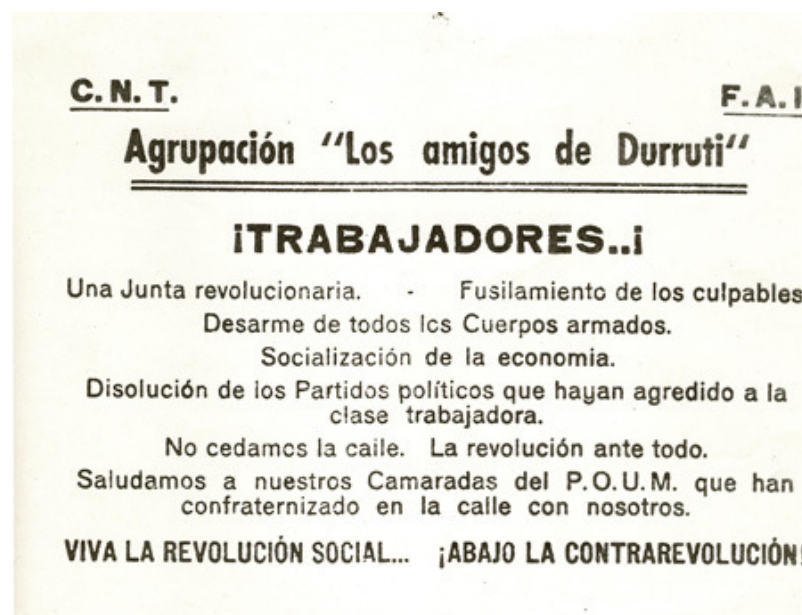 C. N. T. F. A. I
Agrupación "Los amigos de Durruti"
¡TRABAJADORES..¡
Una Junta revolucionaria. - Fusilamiento de los culpables
Desarme de todos los Cuerpos armados.
Socialización de la economia.
Disolución de los Partidos políticos que hayan agredido a la
clase trabajadora.
No cedamos la calle. La revolución ante todo.
Saludamos a nuestros Camaradas del P. O. U. M. que han
confraternizado en la calle con nosotros.
VIVA LA REVOLUCIÓN SOCIAL... ¡ABAJO LA CONTRAREVOLUCIÓN!